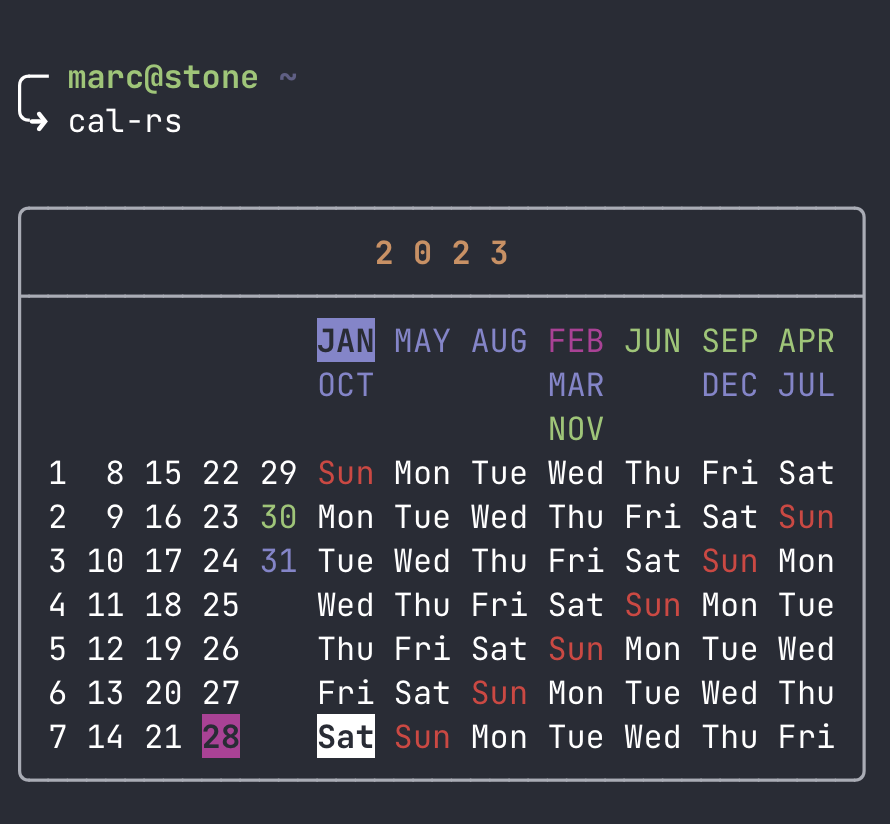 marc@stone ~
cal-rs
2 0 2 3
JAN MAY AUG FEB JUN SEP APR
OCT MAR DEC JUL
NOV
1 8 15 22 29 Sun Mon Tue Wed Thu Fri Sat
2 9 16 23 30 Mon Tue Wed Thu Fri Sat Sun
3 10 17 24 31 Tue Wed Thu Fri Sat Sun Mon
4 11 18 25 Wed Thu Fri Sat Sun Mon Tue
5 12 19 26 Thu Fri Sat Sun Mon Tue Wed
6 13 20 27 Fri Sat Sun Mon Tue Wed Thu
7 14 21 28 Sat Sun Mon Tue Wed Thu Fri